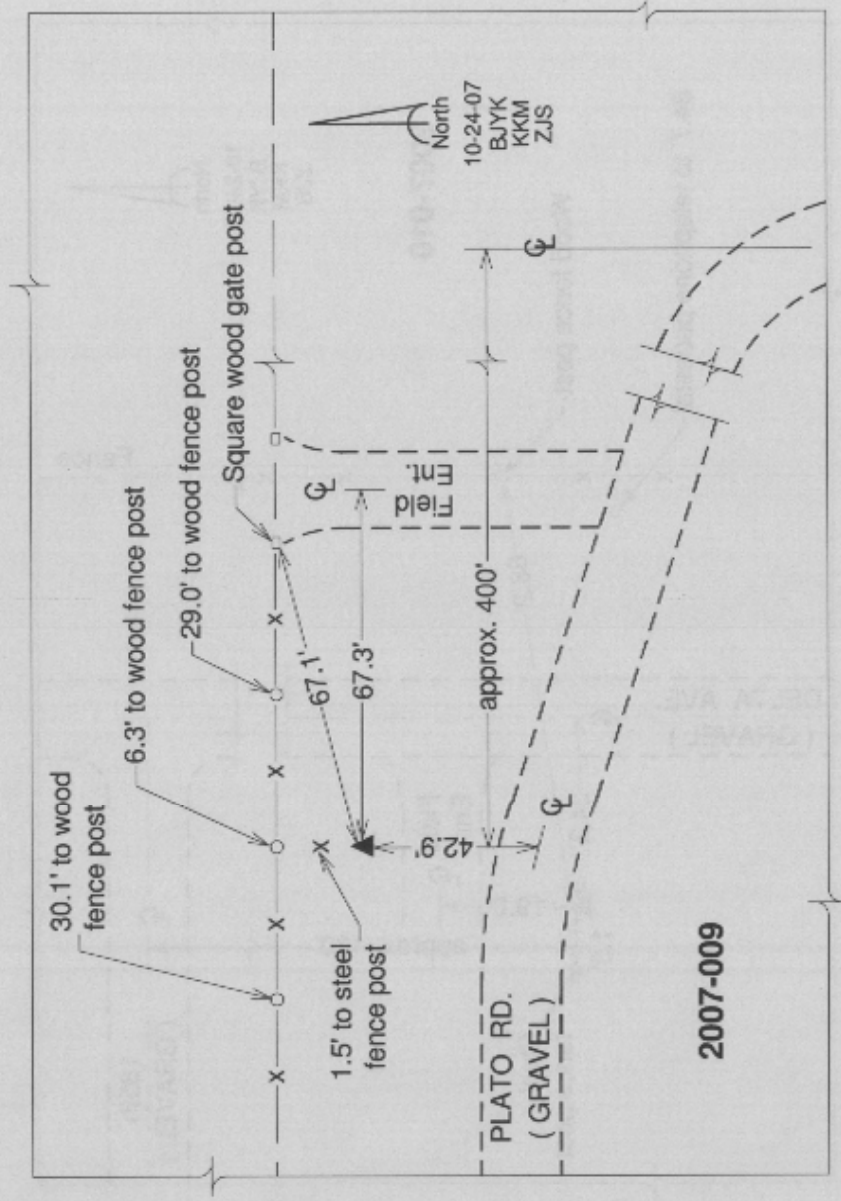 30.1' to wood
fence post
6.3' to wood fence post
29.0' to wood fence post
Square wood gate post
North
10-24-07
BJYK
KKM
ZJS
1.5' to steel
fence post
67.1'
67.3'
42.9'
℄
Field
Ent.
approx. 400'
℄
℄
PLATO RD.
( GRAVEL )
2007-009